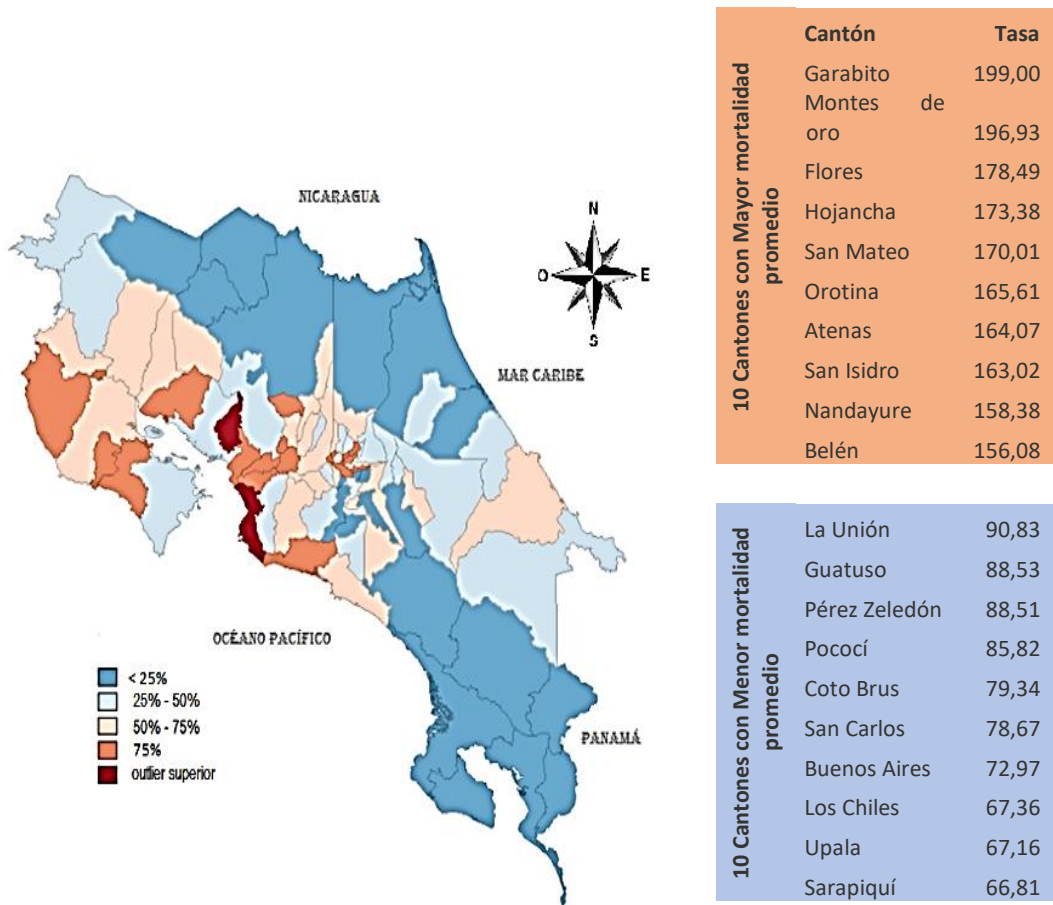 NICARAGUA
N
O
E
S
MAR CARIBE
OCÉANO PACÍFICO
PANAMÁ
< 25%
25% - 50%
50% - 75%
75%
outlier superior
10 Cantones con Mayor mortalidad
promedio
Cantón Tasa
Garabito 199,00
Montes de
oro 196,93
Flores 178,49
Hojancha 173,38
San Mateo 170,01
Orotina 165,61
Atenas 164,07
San Isidro 163,02
Nandayure 158,38
Belén 156,08
10 Cantones con Menor mortalidad
promedio
La Unión 90,83
Guatuso 88,53
Pérez Zeledón 88,51
Pococí 85,82
Coto Brus 79,34
San Carlos 78,67
Buenos Aires 72,97
Los Chiles 67,36
Upala 67,16
Sarapiquí 66,81